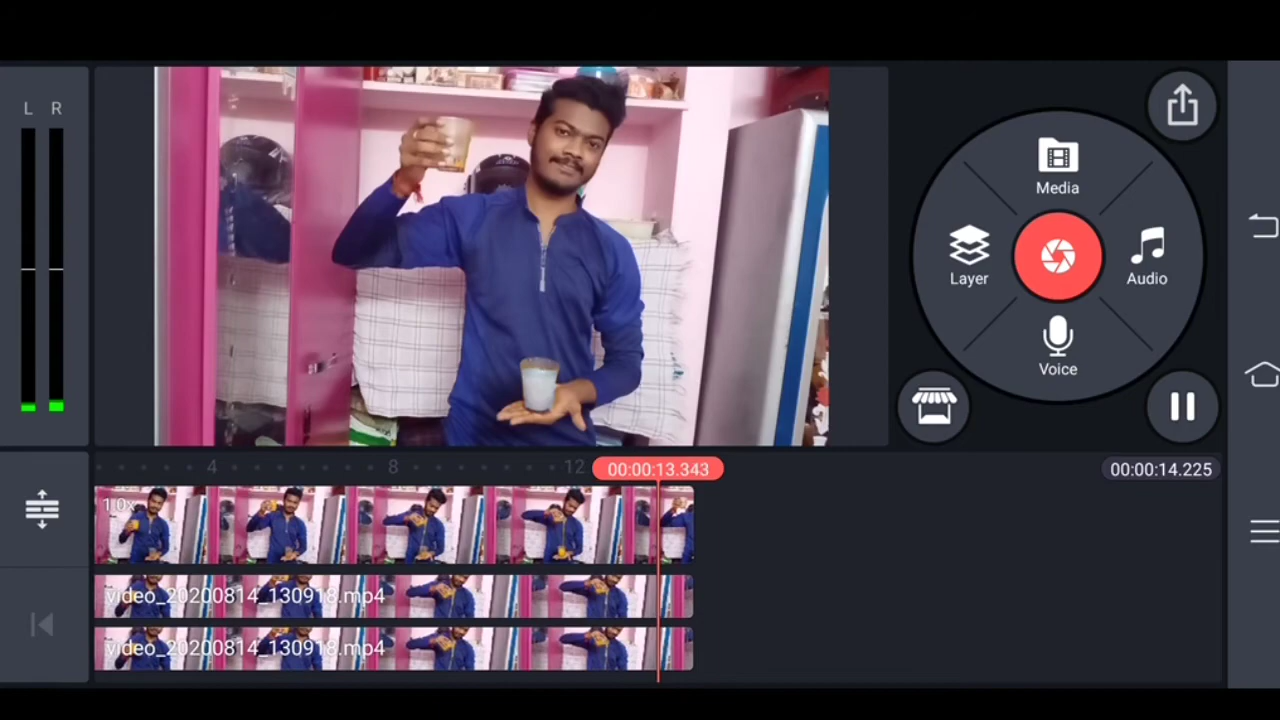 L R
Media
Layer
Audio
Voice
4 8 12 00:00:13.343 00:00:14.225
1.0x
video_20200814_130918.mp4
video_20200814_130918.mp4